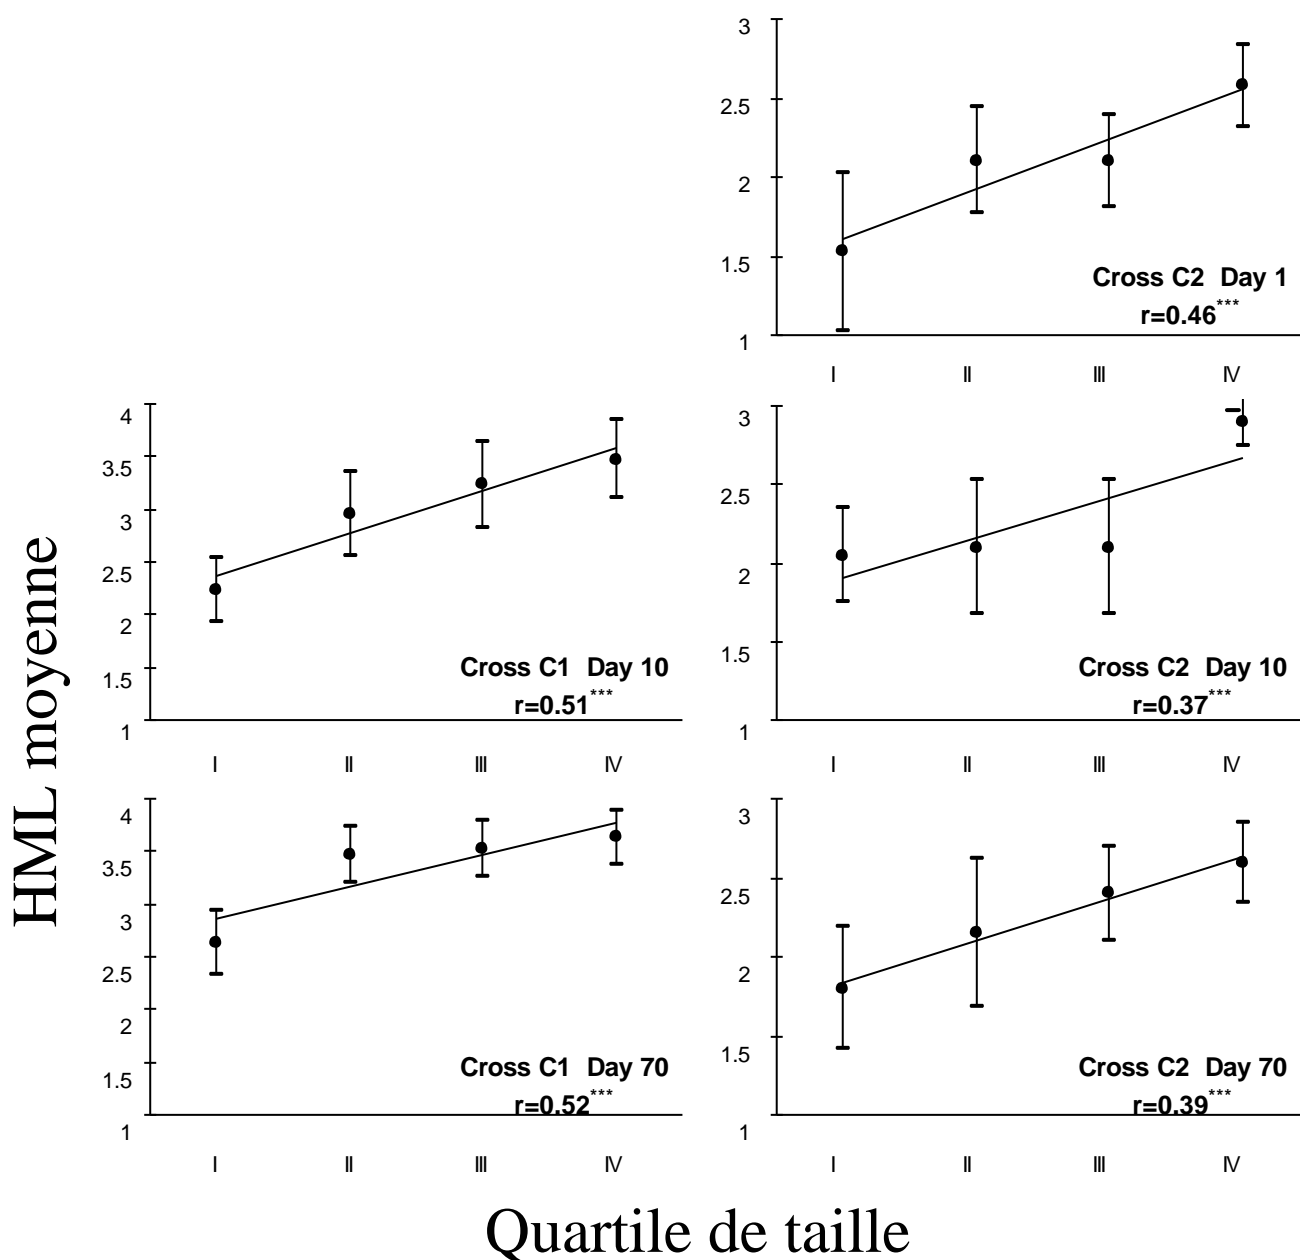 3
2.5
2
1.5
1
Cross C2 Day 1
r=0.46***
I II III IV
4
3.5
3
2.5
2
1.5
1
Cross C1 Day 10
r=0.51***
I II III IV
3
2.5
2
1.5
1
Cross C2 Day 10
r=0.37***
I II III IV
HML moyenne
4
3.5
3
2.5
2
1.5
1
Cross C1 Day 70
r=0.52***
I II III IV
3
2.5
2
1.5
1
Cross C2 Day 70
r=0.39***
I II III IV
Quartile de taille